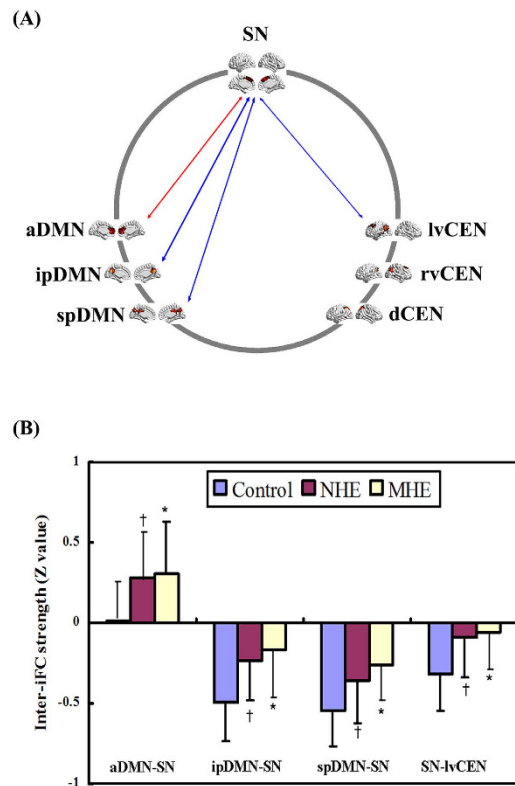 (A)
SN
aDMN
lvCEN
ipDMN
rvCEN
spDMN
dCEN
(B)
Inter-iFC strength (Z value)
1
0.5
0
-0.5
-1
Control NHE MHE
† *
† * † * † *
aDMN-SN ipDMN-SN spDMN-SN SN-lvCEN